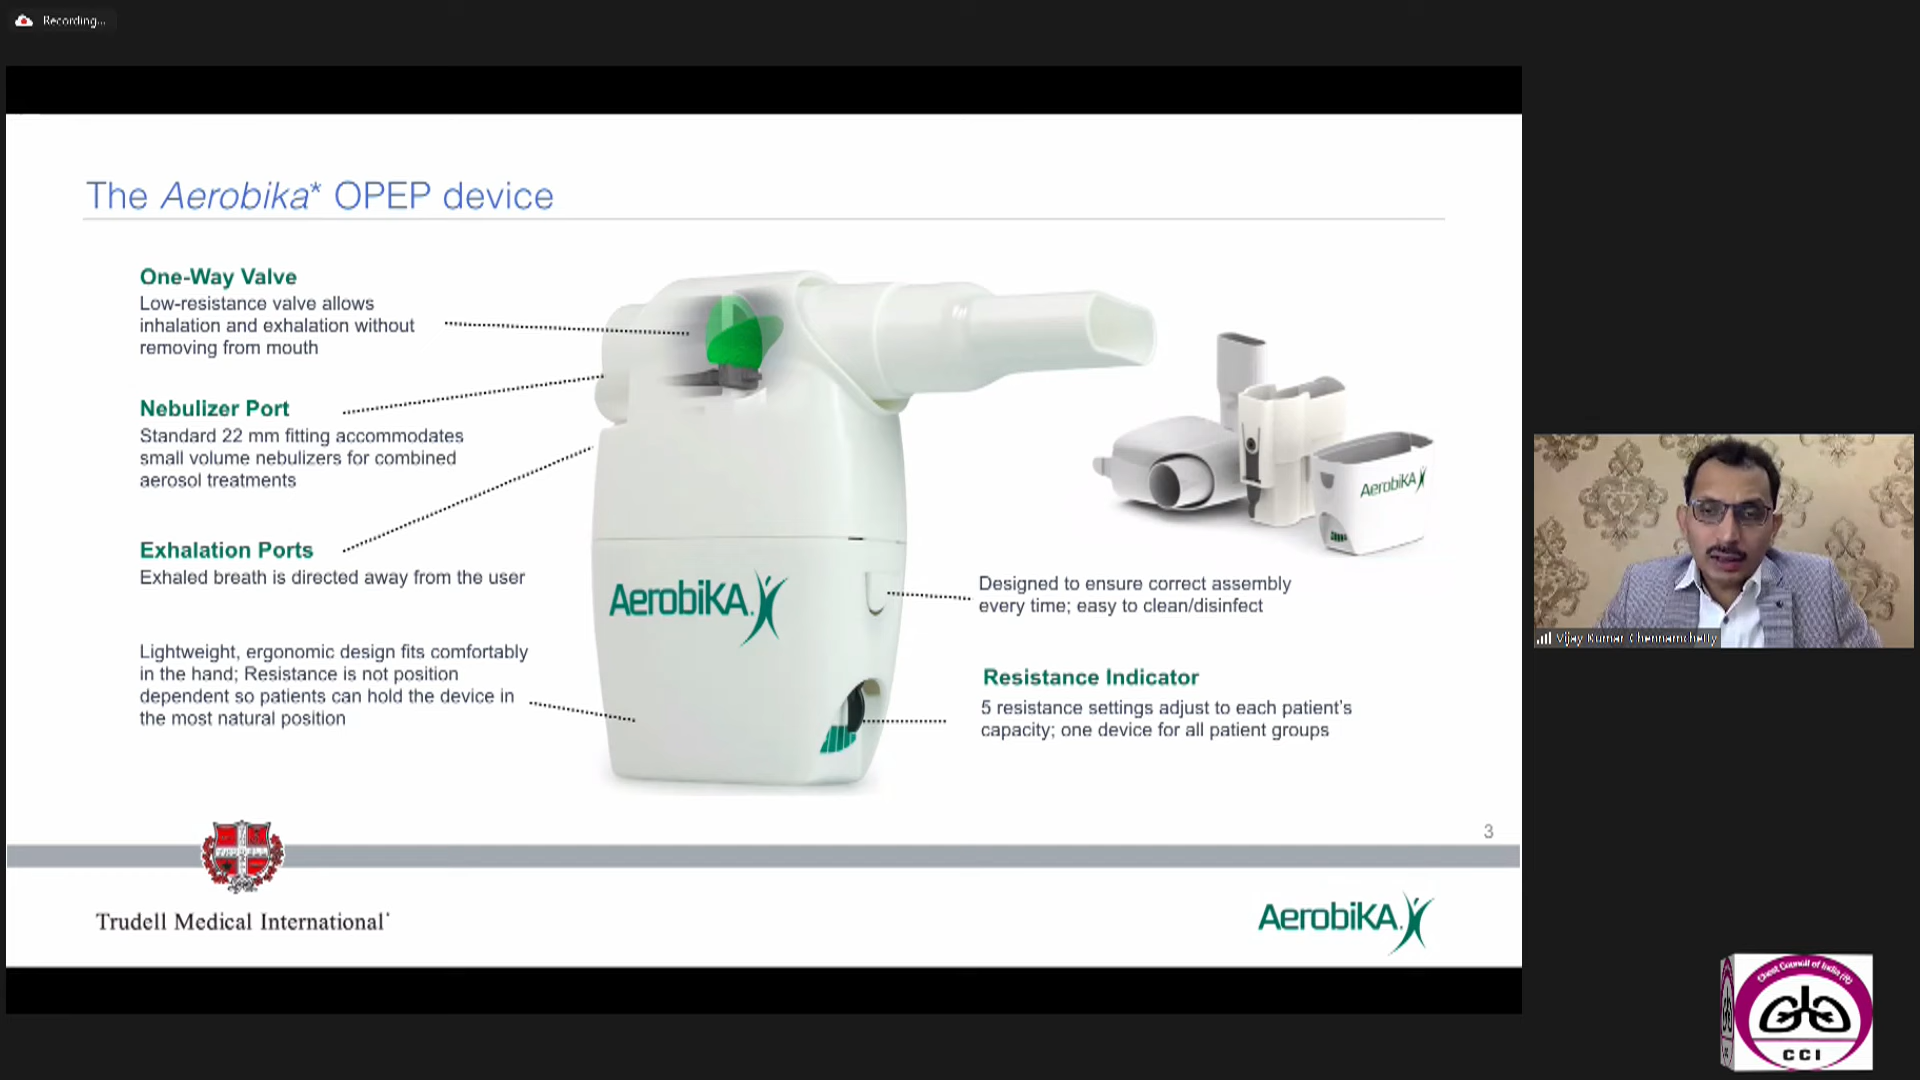 Recording...
The Aerobika* OPEP device
One-Way Valve
Low-resistance valve allows
inhalation and exhalation without
removing from mouth
Nebulizer Port
Standard 22 mm fitting accommodates
small volume nebulizers for combined
aerosol treatments
Exhalation Ports
Exhaled breath is directed away from the user
Lightweight, ergonomic design fits comfortably
in the hand; Resistance is not position
dependent so patients can hold the device in
the most natural position
AerobiKA
AerobiKA
Designed to ensure correct assembly
every time; easy to clean/disinfect
Resistance Indicator
5 resistance settings adjust to each patient's
capacity; one device for all patient groups
3
Trudell Medical International*
AerobiKA
Vijay Kumar Chennamchetty
Chest Council of India (R)
CCI